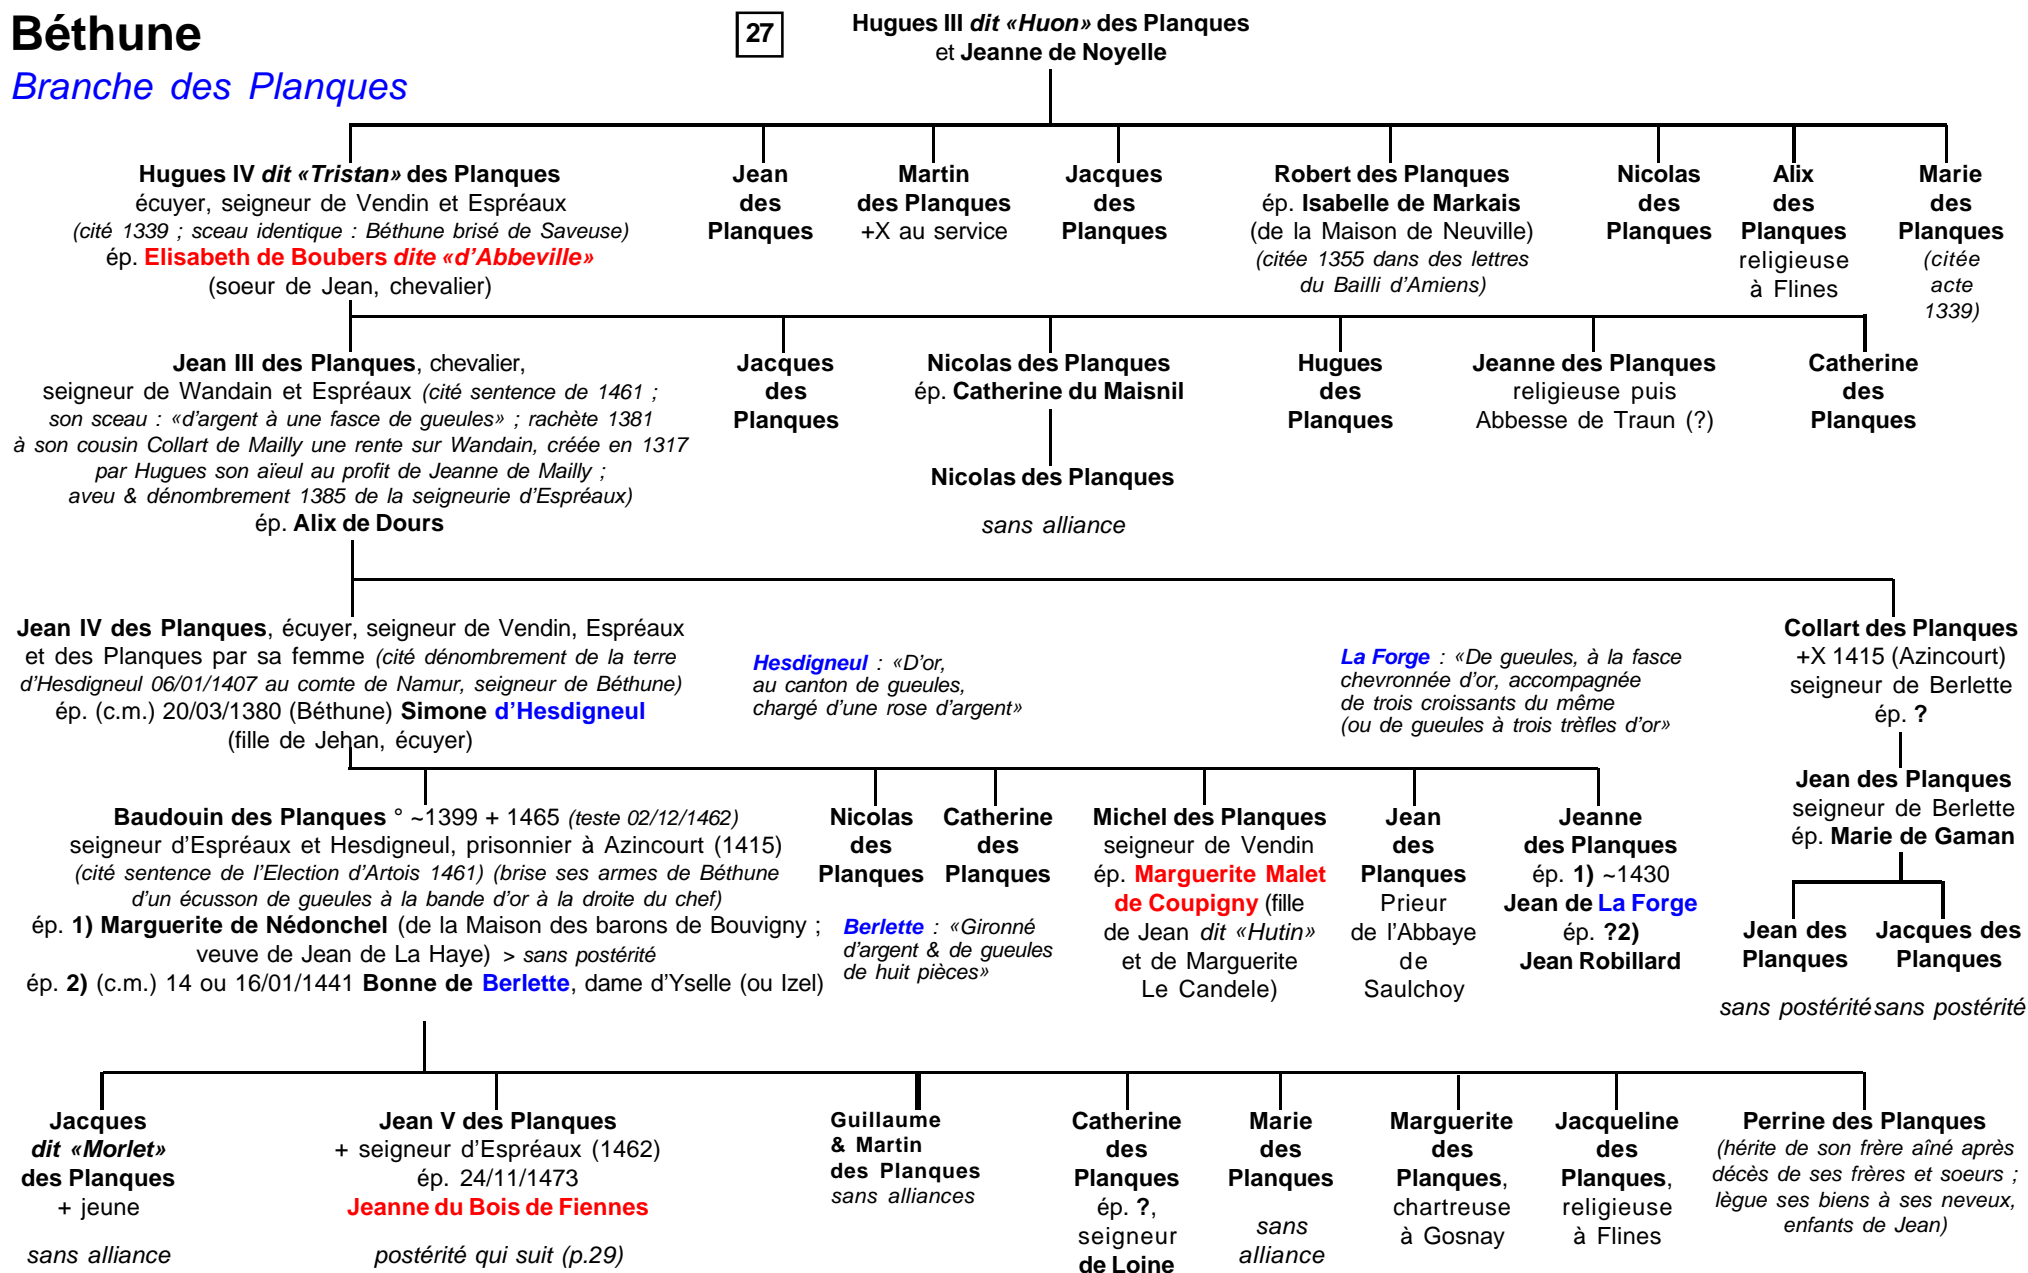 Béthune
Branche des Planques
27
Hugues III dit «Huon» des Planques
et Jeanne de Noyelle
Hugues IV dit «Tristan» des Planques
écuyer, seigneur de Vendin et Espréaux
(cité 1339 ; sceau identique : Béthune brisé de Saveuse)
ép. Elisabeth de Boubers dite «d'Abbeville»
(soeur de Jean, chevalier)
Jean
des
Planques
Martin
des Planques
+X au service
Jacques
des
Planques
Robert des Planques
ép. Isabelle de Markais
(de la Maison de Neuville)
(citée 1355 dans des lettres
du Bailli d'Amiens)
Nicolas
des
Planques
Alix
des
Planques
religieuse
à Flines
Marie
des
Planques
(citée
acte
1339)
Jean III des Planques, chevalier,
seigneur de Wandain et Espréaux (cité sentence de 1461 ;
son sceau : «d'argent à une fasce de gueules» ; rachète 1381
à son cousin Collart de Mailly une rente sur Wandain, créée en 1317
par Hugues son aïeul au profit de Jeanne de Mailly ;
aveu & dénombrement 1385 de la seigneurie d'Espréaux)
ép. Alix de Dours
Jacques
des
Planques
Nicolas des Planques
ép. Catherine du Maisnil
Nicolas des Planques
sans alliance
Hugues
des
Planques
Jeanne des Planques
religieuse puis
Abbesse de Traun (?)
Catherine
des
Planques
Jean IV des Planques, écuyer, seigneur de Vendin, Espréaux
et des Planques par sa femme (cité dénombrement de la terre
d'Hesdigneul 06/01/1407 au comte de Namur, seigneur de Béthune)
ép. (c.m.) 20/03/1380 (Béthune) Simone d'Hesdigneul
(fille de Jehan, écuyer)
Hesdigneul : «D'or,
au canton de gueules,
chargé d'une rose d'argent»
La Forge : «De gueules, à la fasce
chevronnée d'or, accompagnée
de trois croissants du même
(ou de gueules à trois trèfles d'or»
Collart des Planques
+X 1415 (Azincourt)
seigneur de Berlette
ép. ?
Jean des Planques
seigneur de Berlette
ép. Marie de Gaman
Baudouin des Planques ° ~1399 + 1465 (teste 02/12/1462)
seigneur d'Espréaux et Hesdigneul, prisonnier à Azincourt (1415)
(cité sentence de l'Election d'Artois 1461) (brise ses armes de Béthune
d'un écusson de gueules à la bande d'or à la droite du chef)
ép. 1) Marguerite de Nédonchel (de la Maison des barons de Bouvigny ;
veuve de Jean de La Haye) > sans postérité
ép. 2) (c.m.) 14 ou 16/01/1441 Bonne de Berlette, dame d'Yselle (ou Izel)
Nicolas
des
Planques
Catherine
des
Planques
Berlette : «Gironné
d'argent & de gueules
de huit pièces»
Michel des Planques
seigneur de Vendin
ép. Marguerite Malet
de Coupigny (fille
de Jean dit «Hutin»
et de Marguerite
Le Candele)
Jean
des
Planques
Prieur
de l'Abbaye
de
Saulchoy
Jeanne
des Planques
ép. 1) ~1430
Jean de La Forge
ép. ?2)
Jean Robillard
Jean des
Planques
sans postérité
Jacques des
Planques
sans postérité
Jacques
dit «Morlet»
des Planques
+ jeune
sans alliance
Jean V des Planques
+ seigneur d'Espréaux (1462)
ép. 24/11/1473
Jeanne du Bois de Fiennes
postérité qui suit (p.29)
Guillaume
& Martin
des Planques
sans alliances
Catherine
des
Planques
ép. ?,
seigneur
de Loine
Marie
des
Planques
sans
alliance
Marguerite
des
Planques,
chartreuse
à Gosnay
Jacqueline
des
Planques,
religieuse
à Flines
Perrine des Planques
(hérite de son frère aîné après
décès de ses frères et soeurs ;
lègue ses biens à ses neveux,
enfants de Jean)